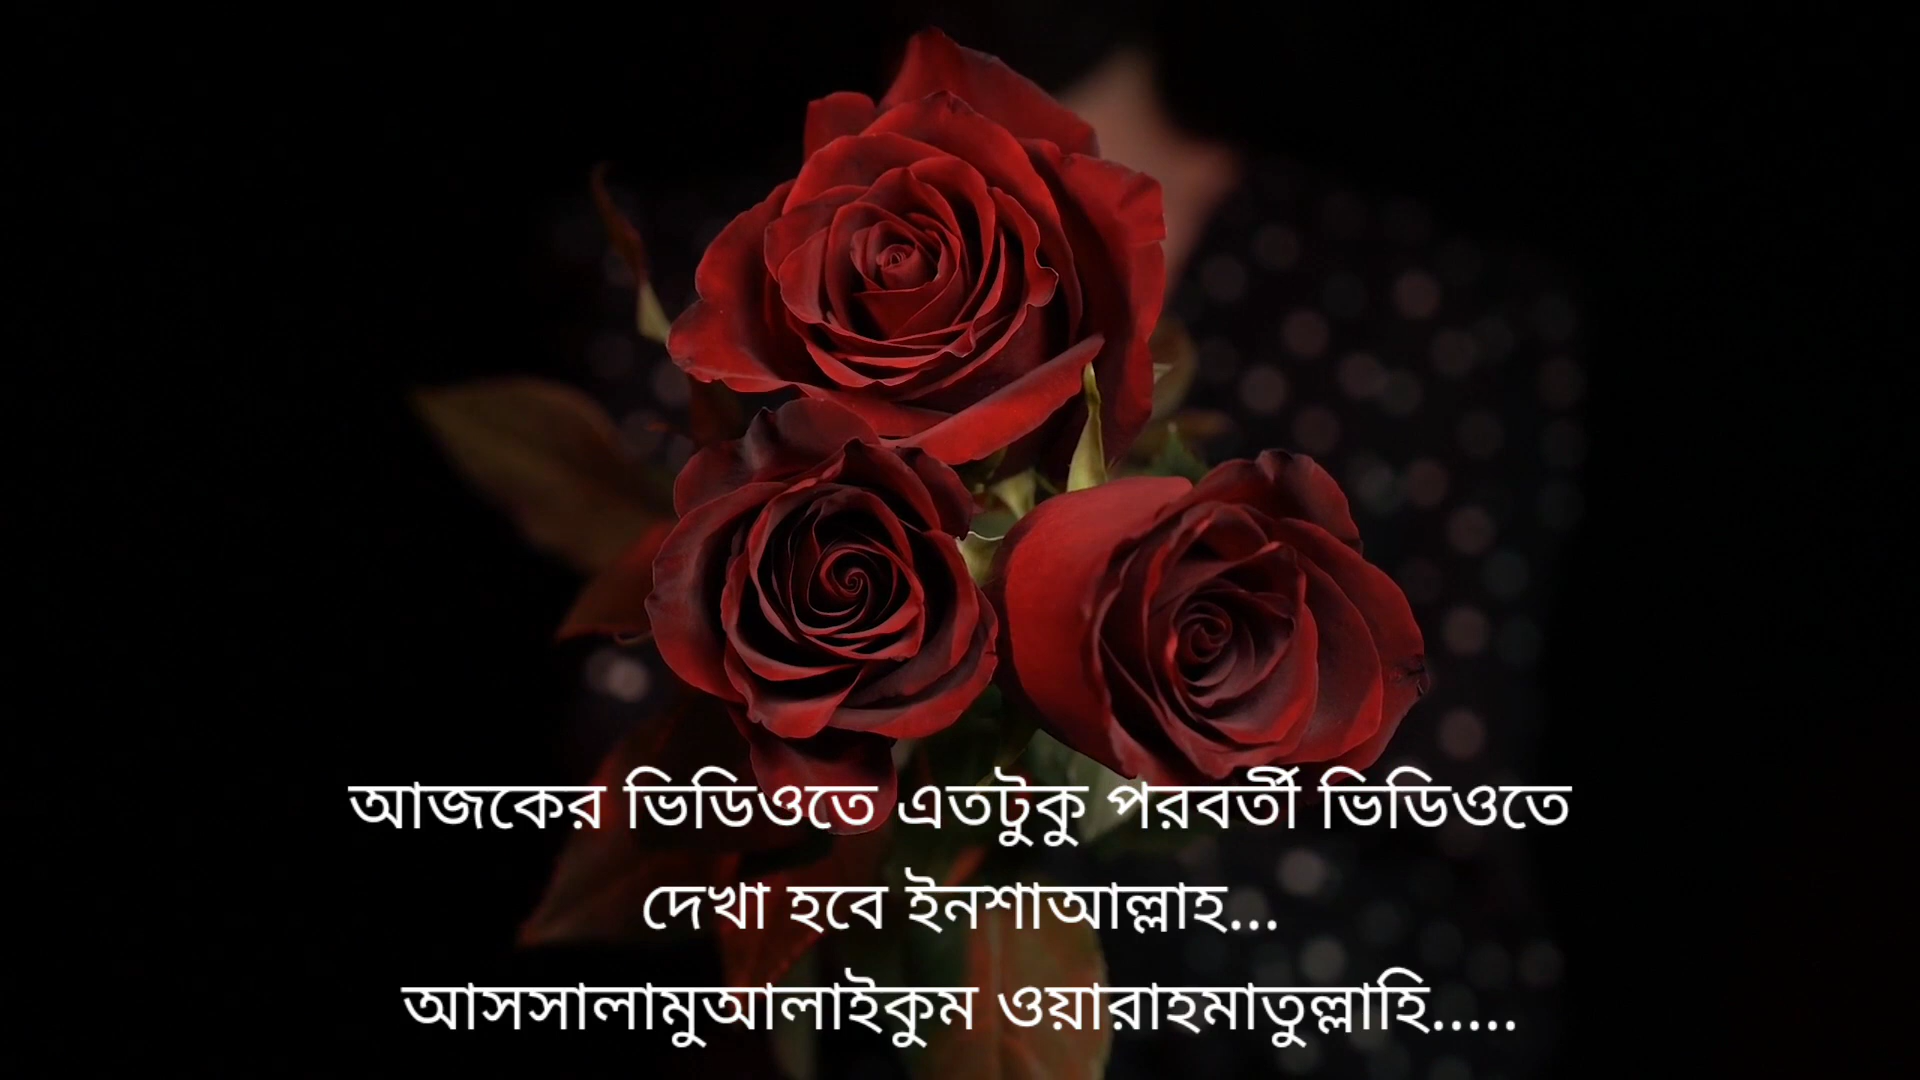 আজকের ভিডিওতে এতটুকু পরবর্তী ভিডিওতে
দেখা হবে ইনশাআল্লাহ...
আসসালামুআলাইকুম ওয়ারাহমাতুল্লাহি.....